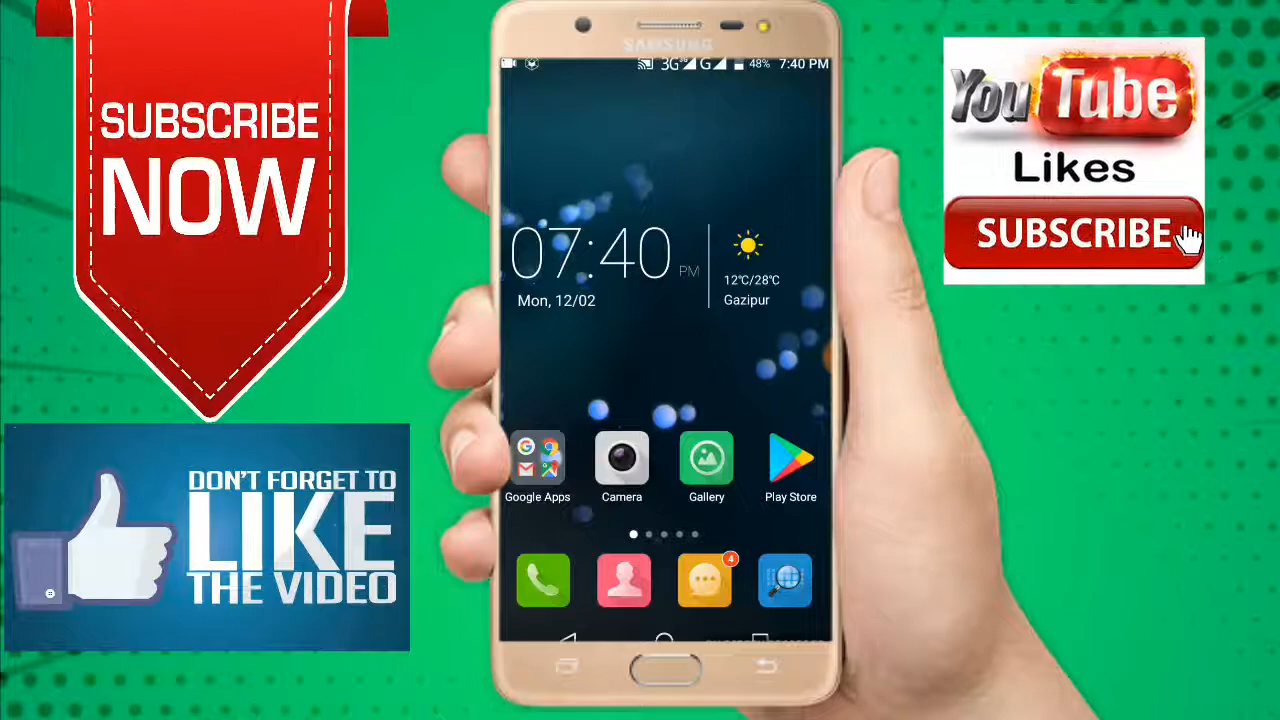 SUBSCRIBE
NOW
DON'T FORGET TO
LIKE
THE VIDEO
SAMSUNG
3G G 48% 7:40 PM
07:40 PM
Mon, 12/02
12℃/28℃
Gazipur
Google Apps
Camera
Gallery
Play Store
4
YouTube
Likes
SUBSCRIBE